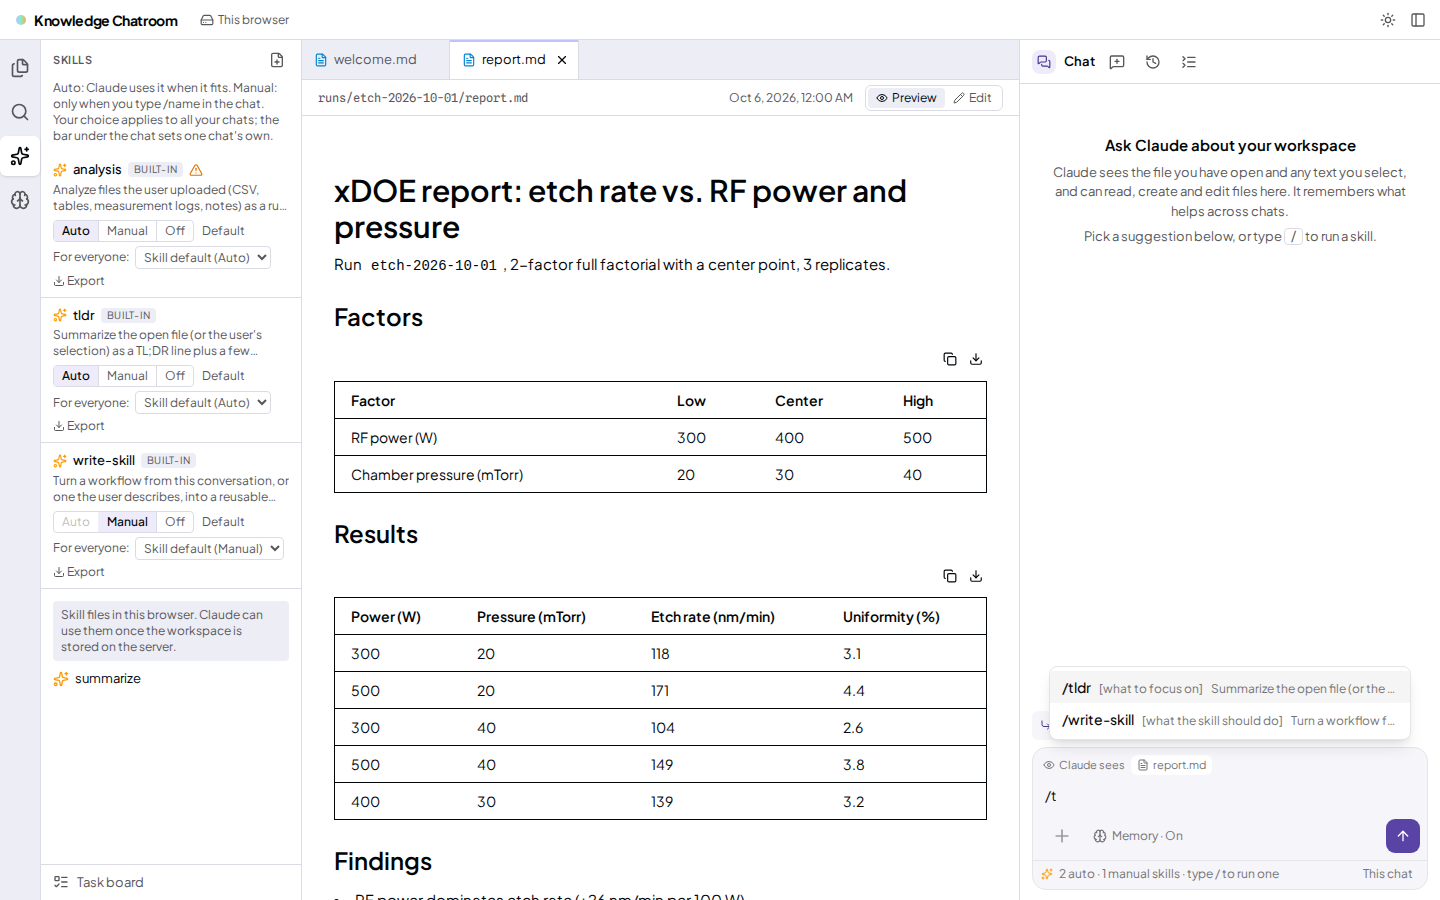 Knowledge Chatroom
This browser
SKILLS
Auto: Claude uses it when it fits. Manual:
only when you type /name in the chat.
Your choice applies to all your chats; the
bar under the chat sets one chat's own.
analysis BUILT-IN
Analyze files the user uploaded (CSV,
tables, measurement logs, notes) as a ru…
Auto Manual Off Default
For everyone: Skill default (Auto)
Export
tldr BUILT-IN
Summarize the open file (or the user's
selection) as a TL;DR line plus a few…
Auto Manual Off Default
For everyone: Skill default (Auto)
Export
write-skill BUILT-IN
Turn a workflow from this conversation, or
one the user describes, into a reusable…
Auto Manual Off Default
For everyone: Skill default (Manual)
Export
Skill files in this browser. Claude can
use them once the workspace is
stored on the server.
summarize
Task board
welcome.md
report.md
runs/etch-2026-10-01/report.md
Oct 6, 2026, 12:00 AM
Preview
Edit
xDOE report: etch rate vs. RF power and
pressure
Run etch-2026-10-01 , 2-factor full factorial with a center point, 3 replicates.
Factors
Factor Low Center High
RF power (W) 300 400 500
Chamber pressure (mTorr) 20 30 40
Results
Power (W) Pressure (mTorr) Etch rate (nm/min) Uniformity (%)
300 20 118 3.1
500 20 171 4.4
300 40 104 2.6
500 40 149 3.8
400 30 139 3.2
Findings
RF power dominates etch rate (+26 nm/min per 100 W)
Chat
Ask Claude about your workspace
Claude sees the file you have open and any text you select,
and can read, create and edit files here. It remembers what
helps across chats.
Pick a suggestion below, or type / to run a skill.
/tldr [what to focus on] Summarize the open file (or the …
/write-skill [what the skill should do] Turn a workflow f…
Claude sees report.md
/t
Memory · On
2 auto · 1 manual skills · type / to run one
This chat